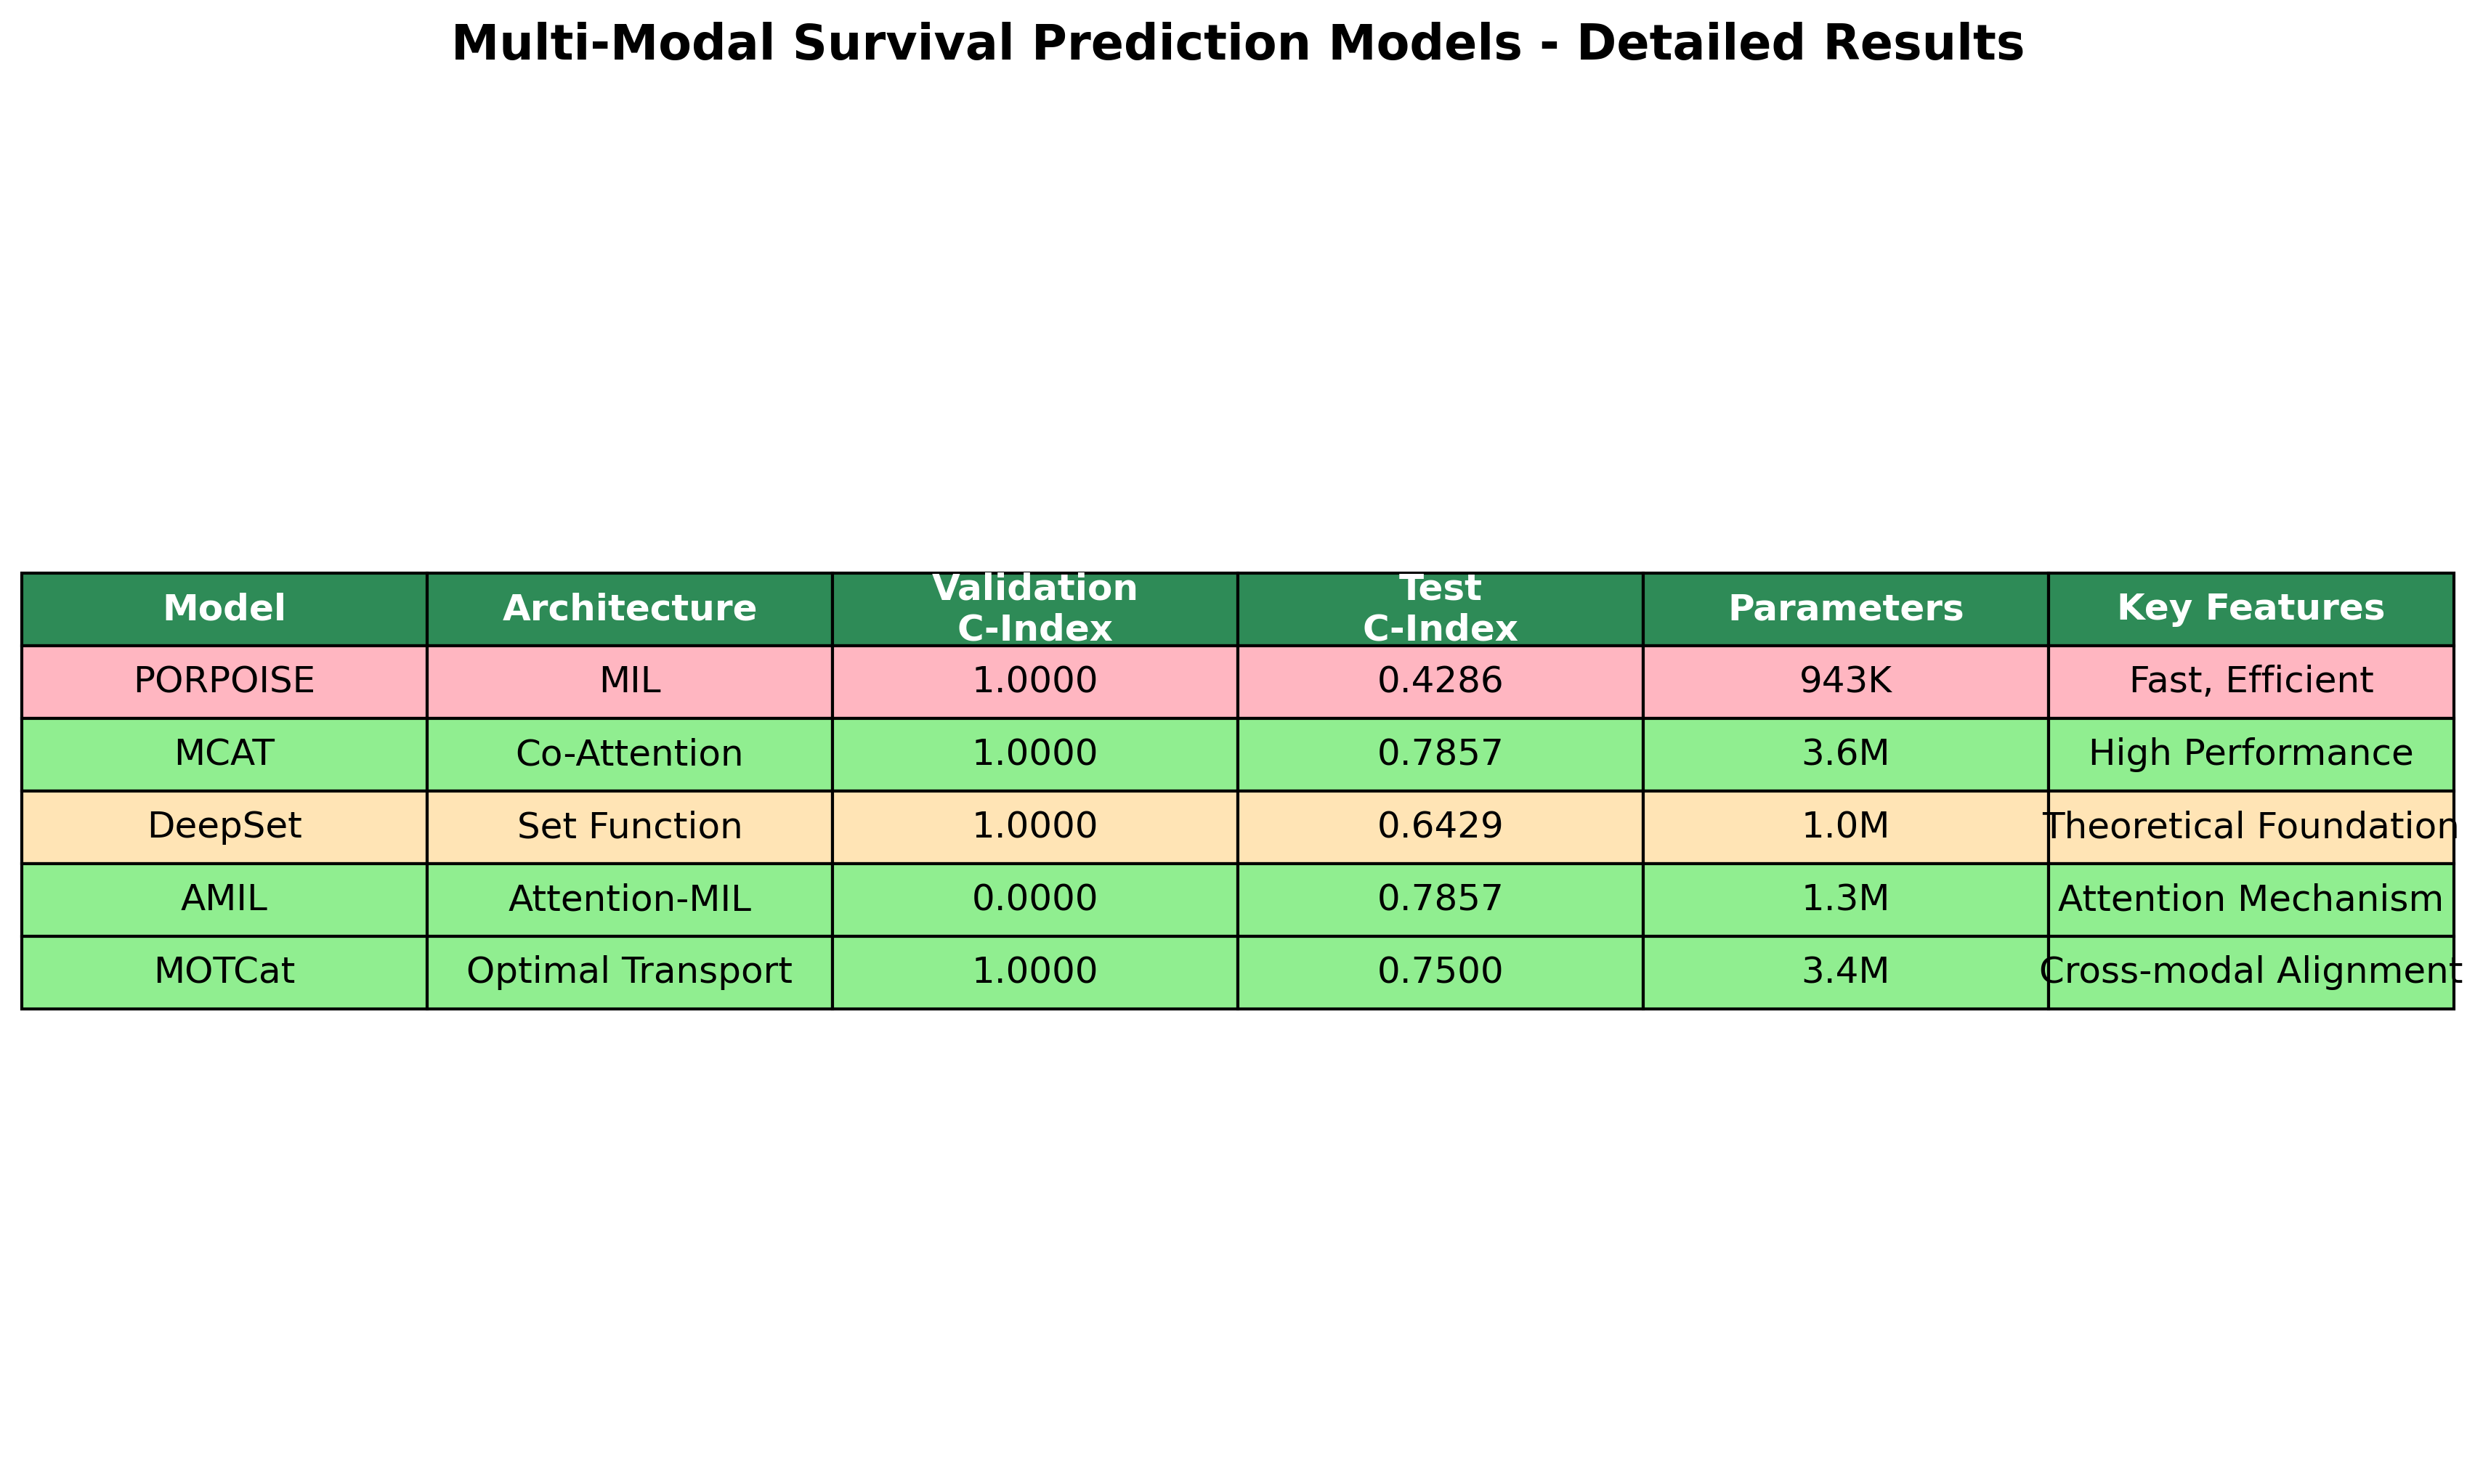 Multi-Modal Survival Prediction Models - Detailed Results
Model Architecture Validation C-Index Test C-Index Parameters Key Features
PORPOISE MIL 1.0000 0.4286 943K Fast, Efficient
MCAT Co-Attention 1.0000 0.7857 3.6M High Performance
DeepSet Set Function 1.0000 0.6429 1.0M Theoretical Foundation
AMIL Attention-MIL 0.0000 0.7857 1.3M Attention Mechanism
MOTCat Optimal Transport 1.0000 0.7500 3.4M Cross-modal Alignment